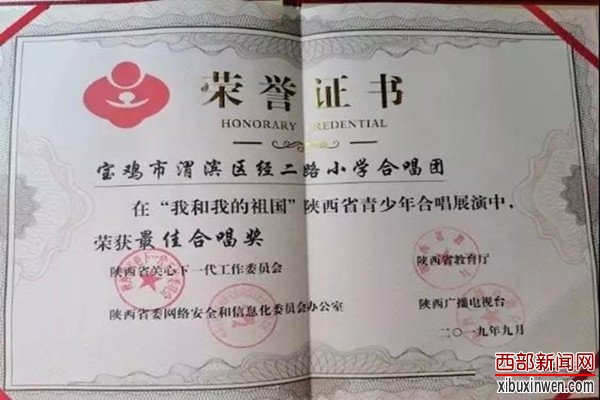 荣誉证书
HONORARY CREDENTIAL
宝鸡市渭滨区经二路小学合唱团
在“我和我的祖国”陕西省青少年合唱展演中，
荣获最佳合唱奖
陕西省关心下一代工作委员会 陕西省教育厅
陕西省委网络安全和信息化委员会办公室 陕西广播电视台
二〇一九年九月
西部新闻网
xibuxinwen.com